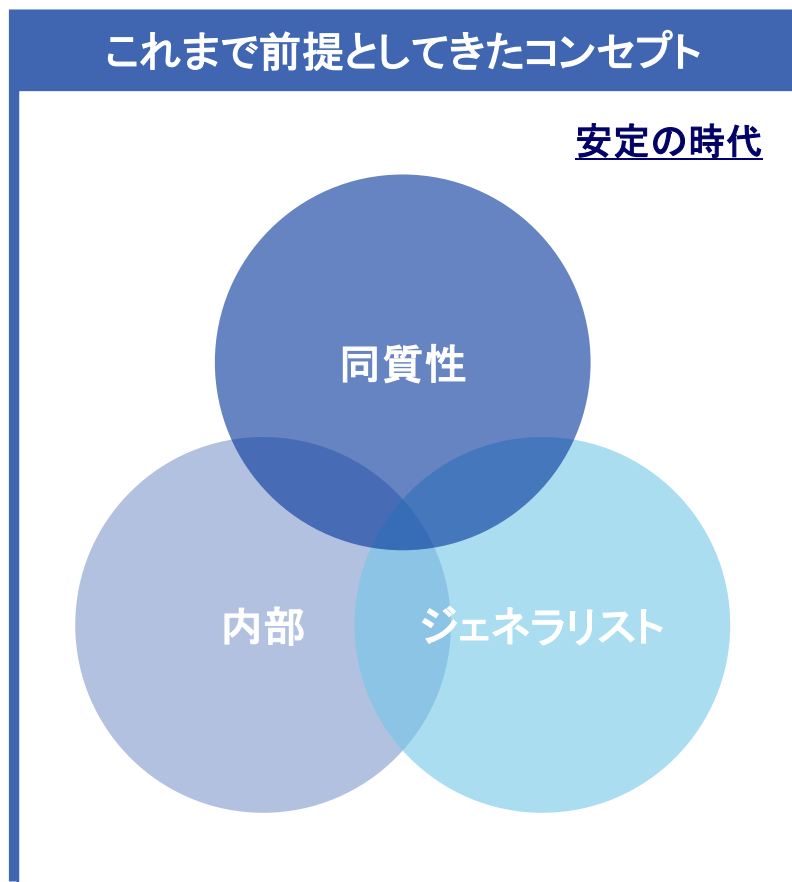 これまで前提としてきたコンセプト
安定の時代
同質性
内部
ジェネラリスト